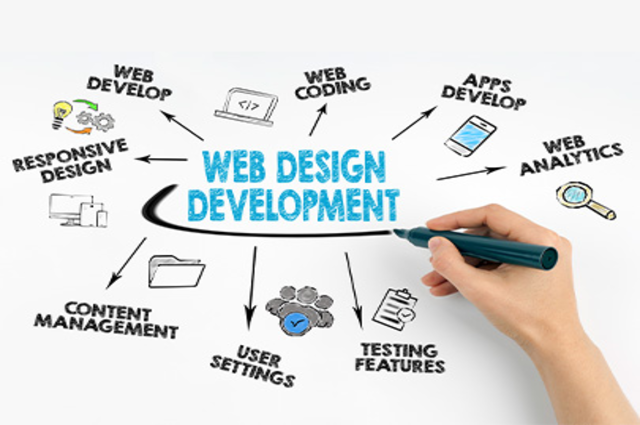 WEB
DEVELOP
WEB
CODING
APPS
DEVELOP
</>
RESPONSIVE
DESIGN
WEB DESIGN
DEVELOPMENT
WEB
ANALYTICS
CONTENT
MANAGEMENT
USER
SETTINGS
TESTING
FEATURES